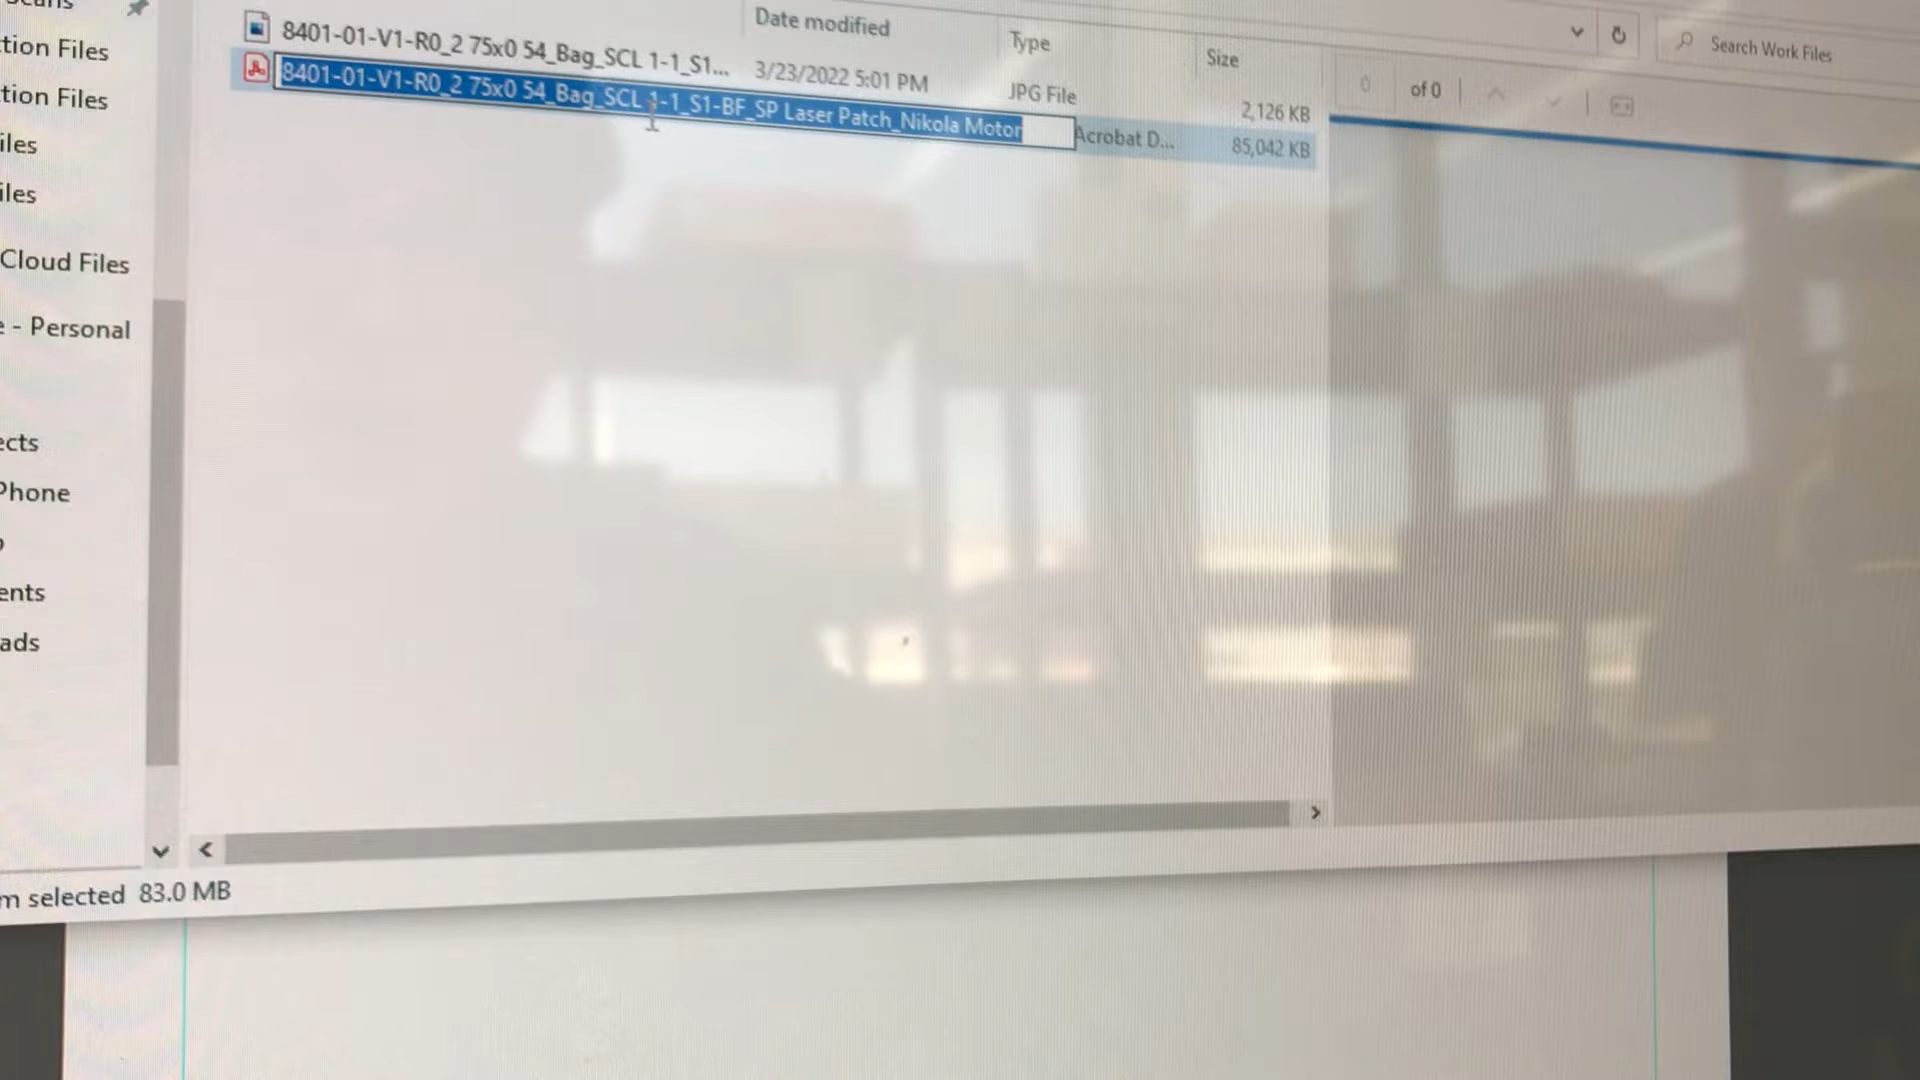 Date modified
Type
Size
Search Work Files
8401-01-V1-R0_2 75x0 54_Bag_SCL 1-1_S1...
3/23/2022 5:01 PM
JPG File
2,126 KB
0
of 0
8401-01-V1-R0_2 75x0 54_Bag_SCL 1-1_S1-BF_SP Laser Patch_Nikola Motor
Acrobat D...
85,042 KB
tion Files
tion Files
iles
iles
Cloud Files
e - Personal
ects
Phone
ents
ads
m selected 83.0 MB